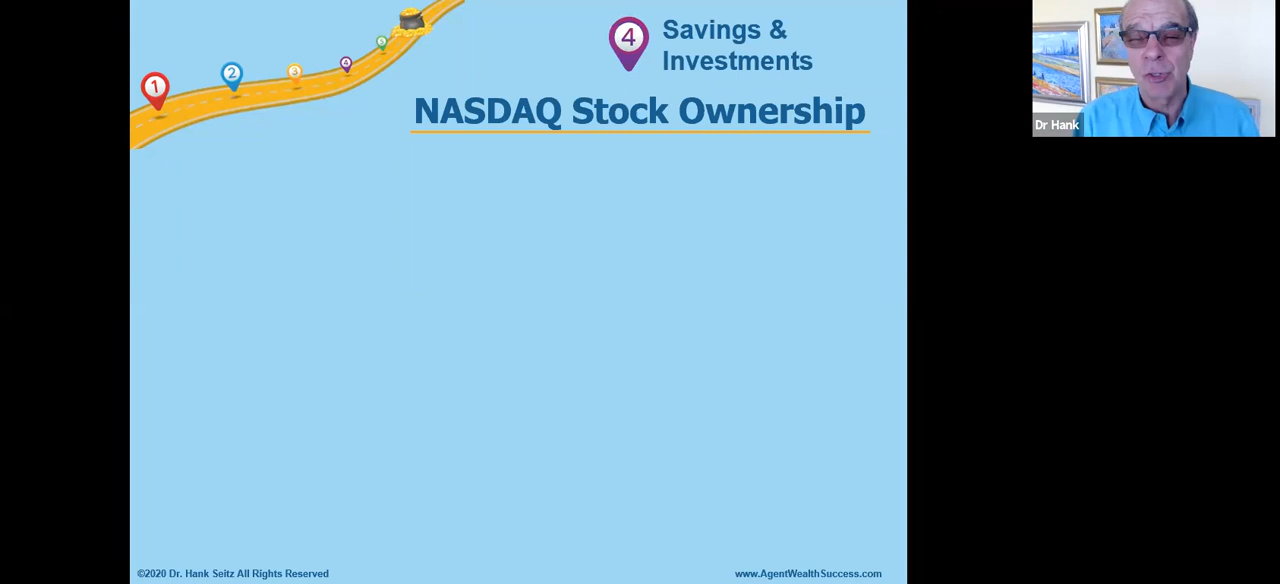 1
2
3
4
5
4
Savings &
Investments
NASDAQ Stock Ownership
Dr Hank
©2020 Dr. Hank Seitz All Rights Reserved
www.AgentWealthSuccess.com